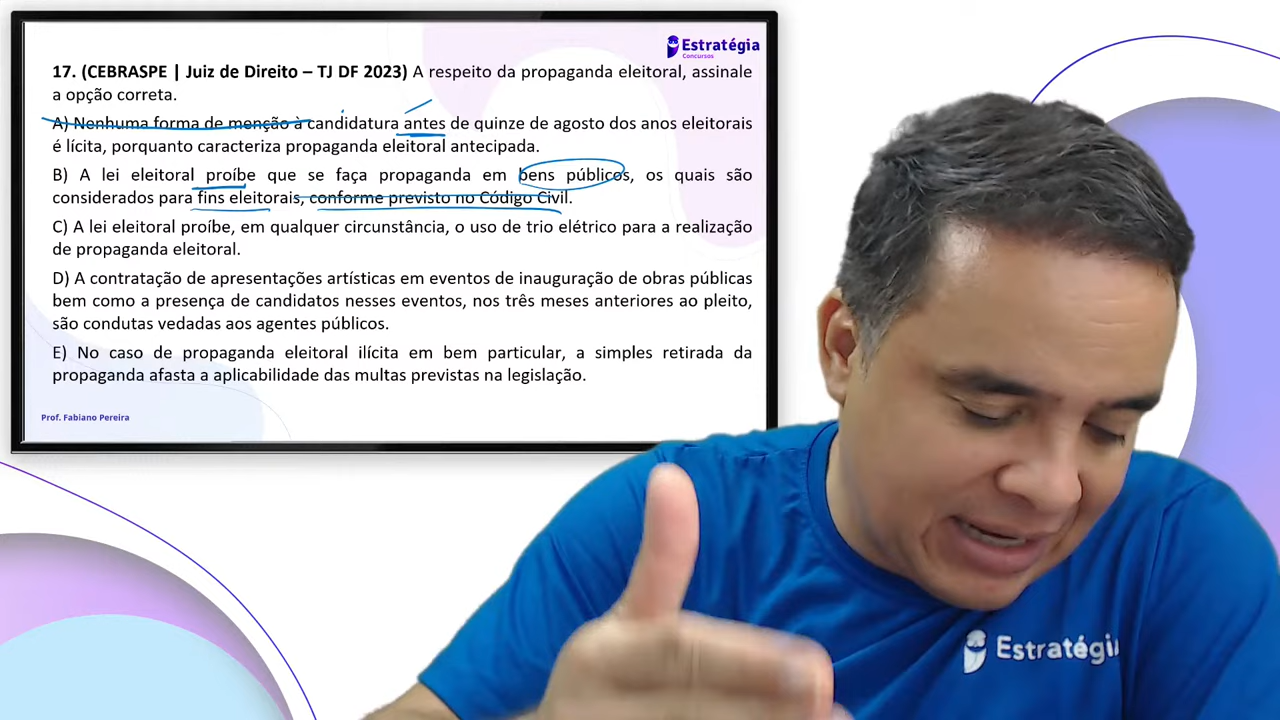 Estratégia
Concursos
17. (CEBRASPE | Juiz de Direito – TJ DF 2023) A respeito da propaganda eleitoral, assinale
a opção correta.
A) Nenhuma forma de menção à candidatura antes de quinze de agosto dos anos eleitorais
é lícita, porquanto caracteriza propaganda eleitoral antecipada.
B) A lei eleitoral proíbe que se faça propaganda em bens públicos, os quais são
considerados para fins eleitorais, conforme previsto no Código Civil.
C) A lei eleitoral proíbe, em qualquer circunstância, o uso de trio elétrico para a realização
de propaganda eleitoral.
D) A contratação de apresentações artísticas em eventos de inauguração de obras públicas
bem como a presença de candidatos nesses eventos, nos três meses anteriores ao pleito,
são condutas vedadas aos agentes públicos.
E) No caso de propaganda eleitoral ilícita em bem particular, a simples retirada da
propaganda afasta a aplicabilidade das multas previstas na legislação.
Prof. Fabiano Pereira
Estratégi